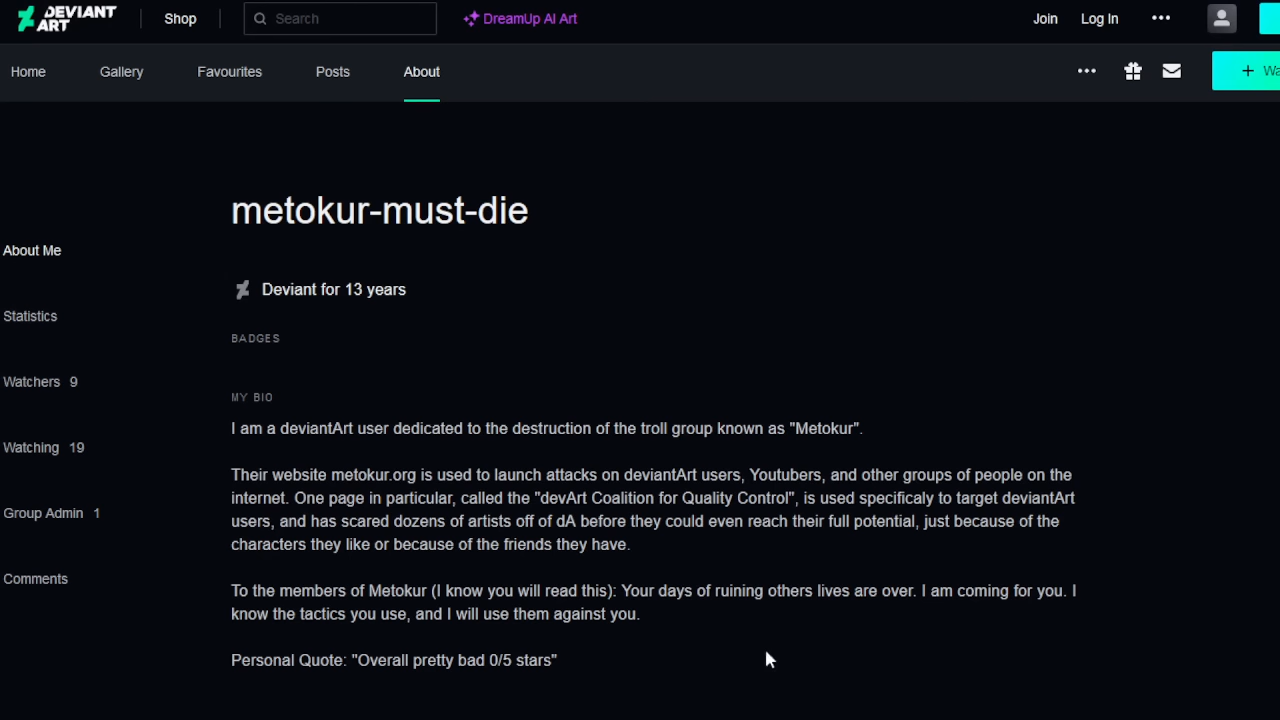 DEVIANT
ART
Shop
Search
DreamUp AI Art
Join
Log In
Home
Gallery
Favourites
Posts
About
+ Wa
metokur-must-die
About Me
Deviant for 13 years
Statistics
BADGES
Watchers 9
MY BIO
I am a deviantArt user dedicated to the destruction of the troll group known as "Metokur".
Watching 19
Their website metokur.org is used to launch attacks on deviantArt users, Youtubers, and other groups of people on the
internet. One page in particular, called the "devArt Coalition for Quality Control", is used specificaly to target deviantArt
Group Admin 1
users, and has scared dozens of artists off of dA before they could even reach their full potential, just because of the
characters they like or because of the friends they have.
Comments
To the members of Metokur (I know you will read this): Your days of ruining others lives are over. I am coming for you. I
know the tactics you use, and I will use them against you.
Personal Quote: "Overall pretty bad 0/5 stars"